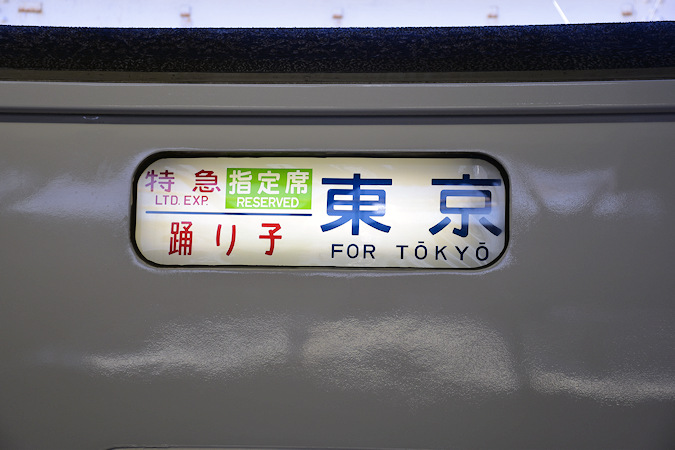 特急 指定席
LTD. EXP. RESERVED
踊り子
東京
FOR TŌKYŌ